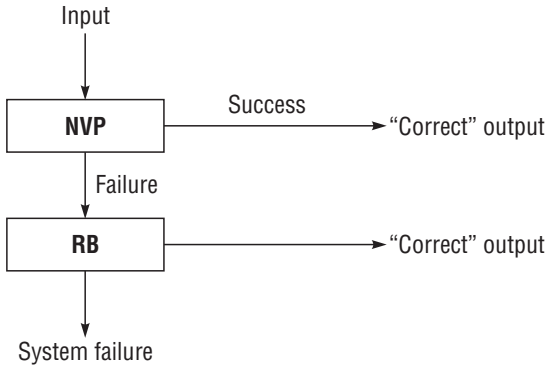 Input
NVP
Success
“Correct” output
Failure
RB
“Correct” output
System failure